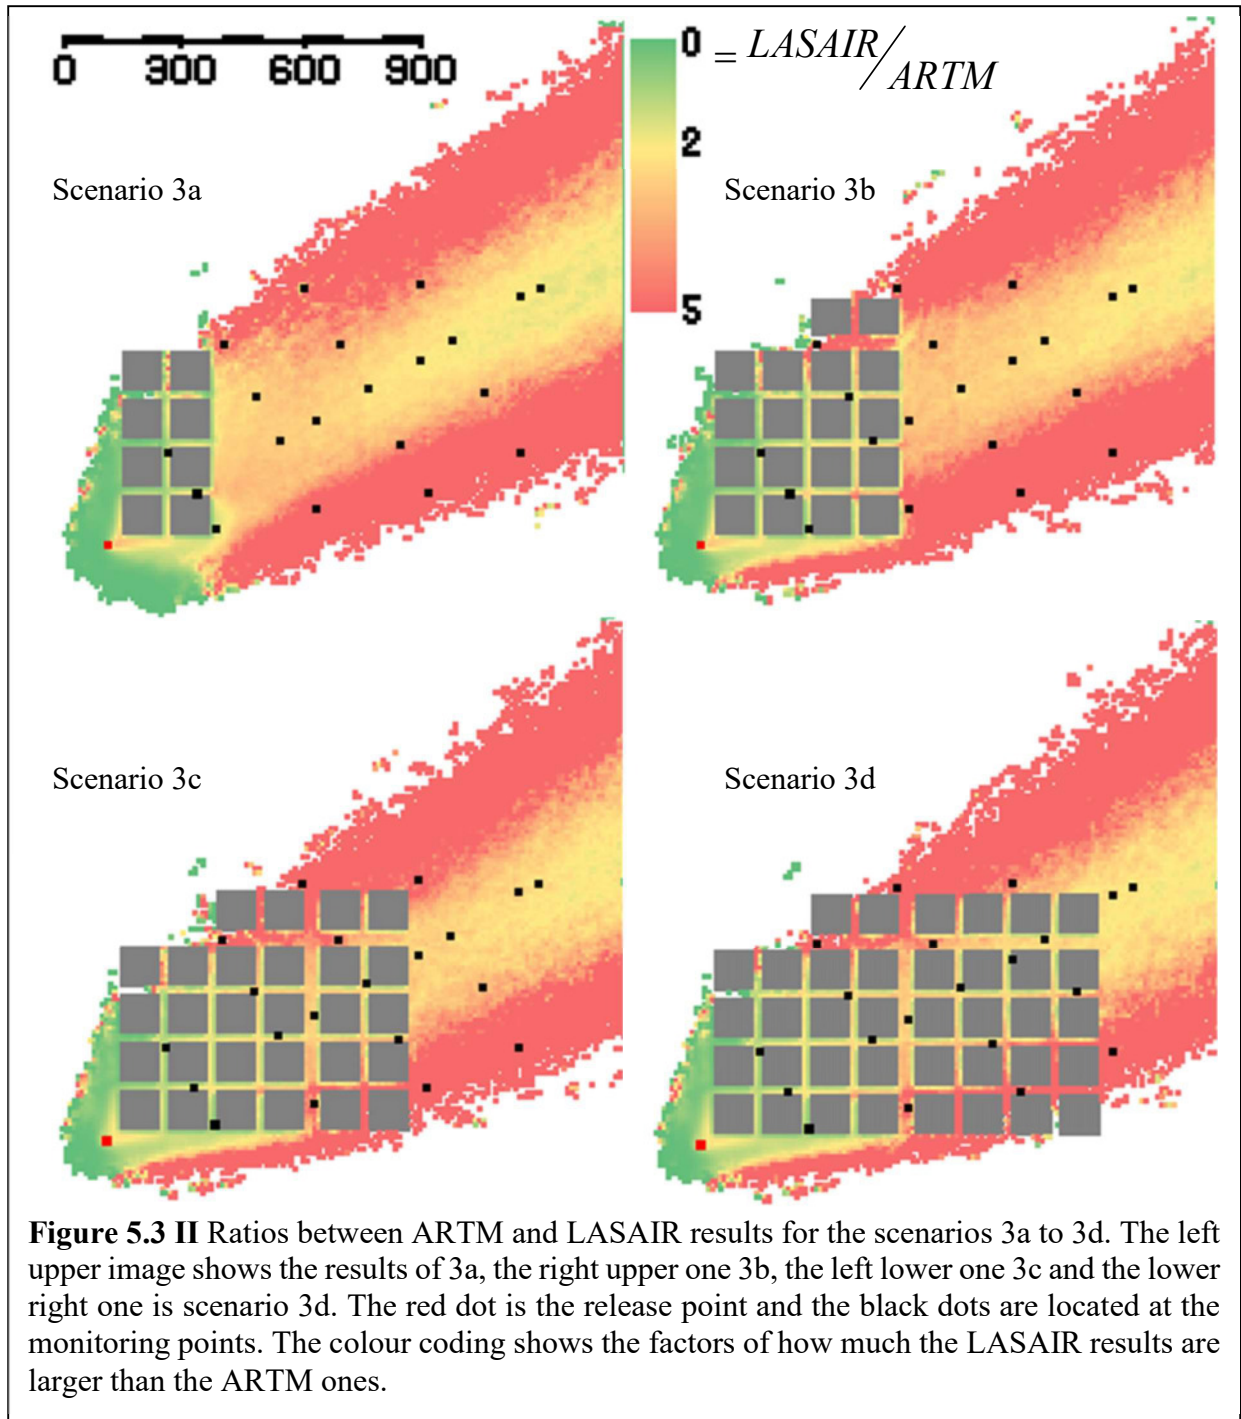 0 300 600 900
0 = LASAIR/ARTM
2
5
Scenario 3a
Scenario 3b
Scenario 3c
Scenario 3d
Figure 5.3 II Ratios between ARTM and LASAIR results for the scenarios 3a to 3d. The left
upper image shows the results of 3a, the right upper one 3b, the left lower one 3c and the lower
right one is scenario 3d. The red dot is the release point and the black dots are located at the
monitoring points. The colour coding shows the factors of how much the LASAIR results are
larger than the ARTM ones.